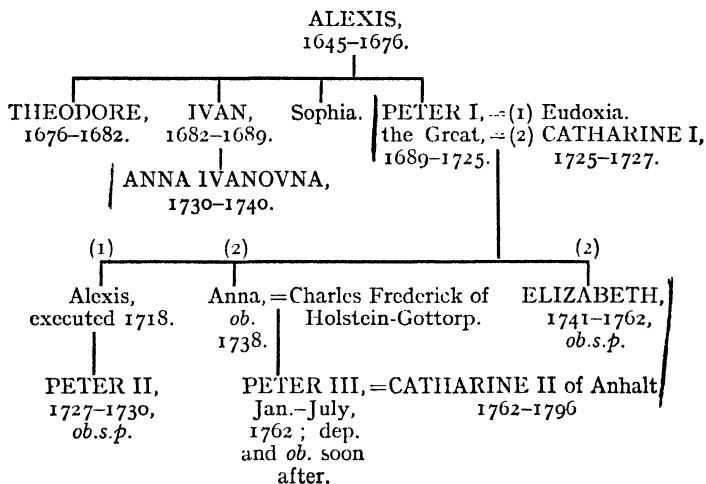 ALEXIS,
1645–1676.
THEODORE,
1676–1682.
IVAN,
1682–1689.
Sophia.
PETER I, = (1) Eudoxia.
the Great, = (2) CATHARINE I,
1689–1725.
1725–1727.
ANNA IVANOVNA,
1730–1740.
(1)
(2)
(2)
Alexis,
executed 1718.
Anna, = Charles Frederick of
ob.
Holstein-Gottorp.
1738.
ELIZABETH,
1741–1762,
ob.s.p.
PETER II,
1727–1730,
ob.s.p.
PETER III, = CATHARINE II of Anhalt
Jan.–July,
1762–1796
1762 ; dep.
and ob. soon
after.